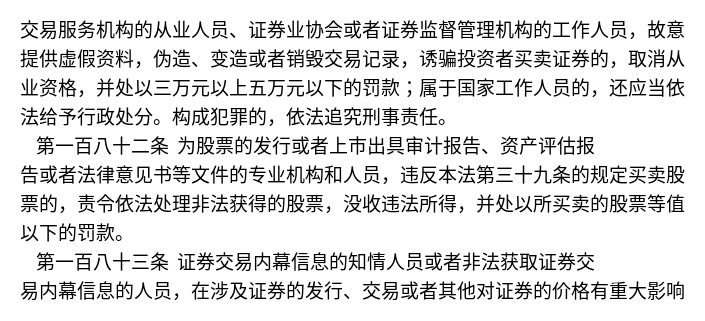 交易服务机构的从业人员、证券业协会或者证券监督管理机构的工作人员，故意
提供虚假资料，伪造、变造或者销毁交易记录，诱骗投资者买卖证券的，取消从
业资格，并处以三万元以上五万元以下的罚款；属于国家工作人员的，还应当依
法给予行政处分。构成犯罪的，依法追究刑事责任。
第一百八十二条 为股票的发行或者上市出具审计报告、资产评估报
告或者法律意见书等文件的专业机构和人员，违反本法第三十九条的规定买卖股
票的，责令依法处理非法获得的股票，没收违法所得，并处以所买卖的股票等值
以下的罚款。
第一百八十三条 证券交易内幕信息的知情人员或者非法获取证券交
易内幕信息的人员，在涉及证券的发行、交易或者其他对证券的价格有重大影响